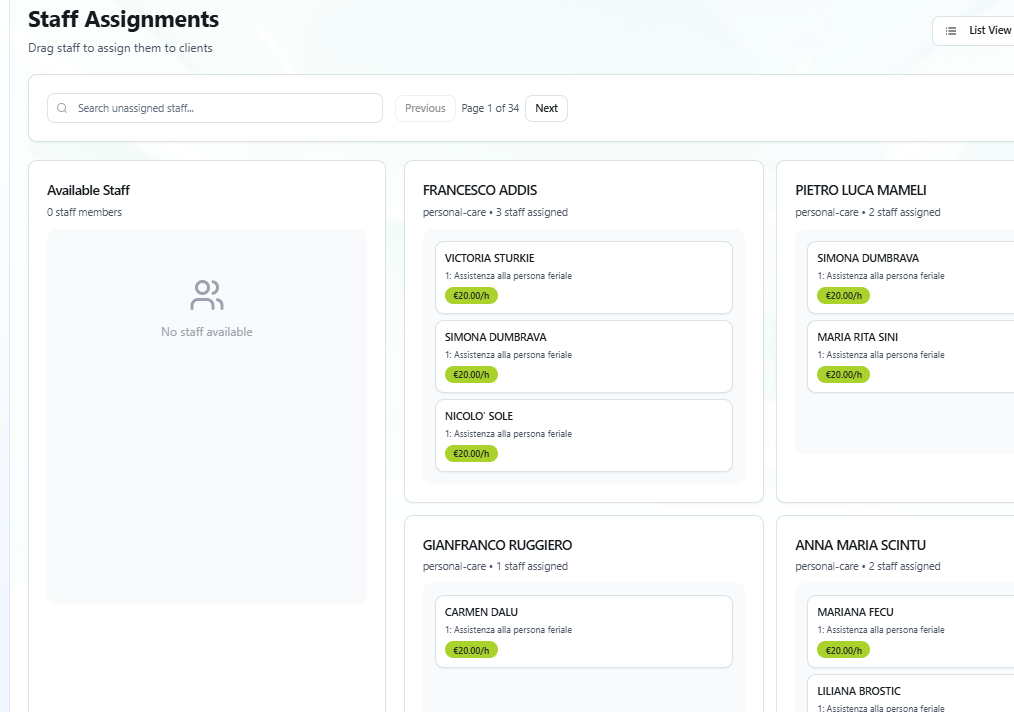 Staff Assignments
Drag staff to assign them to clients
List View
Search unassigned staff...
Previous
Page 1 of 34
Next
Available Staff
0 staff members
No staff available
FRANCESCO ADDIS
personal-care • 3 staff assigned
VICTORIA STURKIE
1: Assistenza alla persona feriale
€20.00/h
SIMONA DUMBRAVA
1: Assistenza alla persona feriale
€20.00/h
NICOLO' SOLE
1: Assistenza alla persona feriale
€20.00/h
PIETRO LUCA MAMELI
personal-care • 2 staff assigned
SIMONA DUMBRAVA
1: Assistenza alla persona feriale
€20.00/h
MARIA RITA SINI
1: Assistenza alla persona feriale
€20.00/h
GIANFRANCO RUGGIERO
personal-care • 1 staff assigned
CARMEN DALU
1: Assistenza alla persona feriale
€20.00/h
ANNA MARIA SCINTU
personal-care • 2 staff assigned
MARIANA FECU
1: Assistenza alla persona feriale
€20.00/h
LILIANA BROSTIC
1: Assistenza alla persona feriale